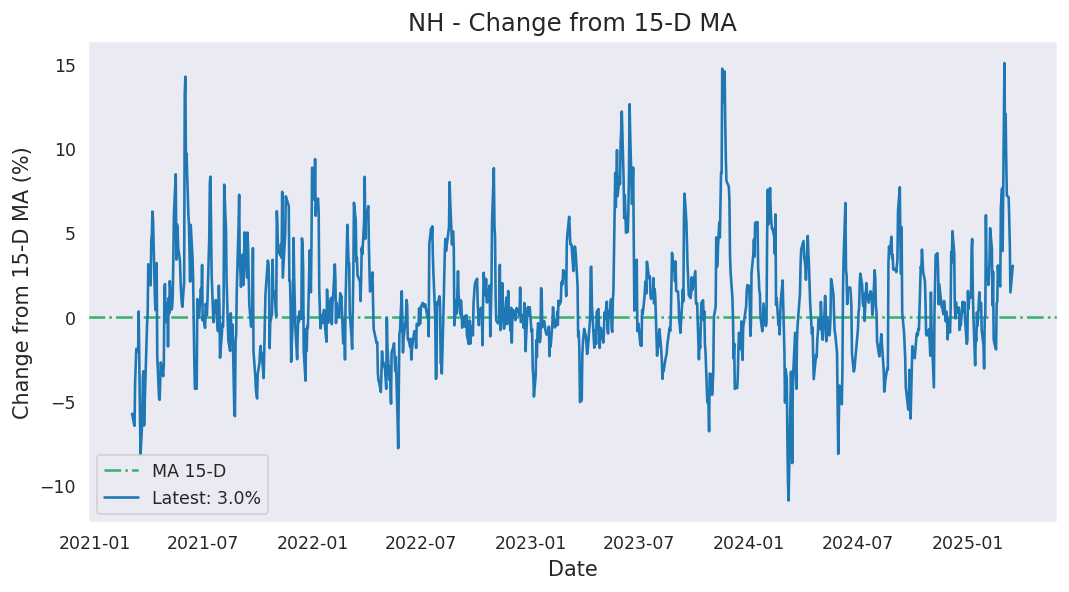 NH - Change from 15-D MA
Change from 15-D MA (%)
15
10
5
0
−5
−10
MA 15-D
Latest: 3.0%
2021-01 2021-07 2022-01 2022-07 2023-01 2023-07 2024-01 2024-07 2025-01
Date